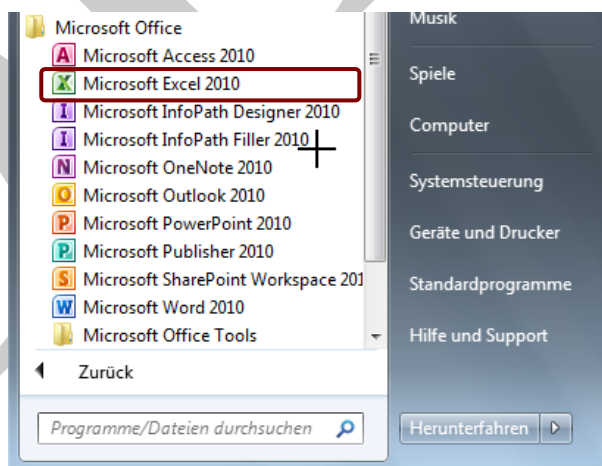 Microsoft Office
Microsoft Access 2010
Microsoft Excel 2010
Microsoft InfoPath Designer 2010
Microsoft InfoPath Filler 2010
Microsoft OneNote 2010
Microsoft Outlook 2010
Microsoft PowerPoint 2010
Microsoft Publisher 2010
Microsoft SharePoint Workspace 201
Microsoft Word 2010
Microsoft Office Tools
Zurück
Programme/Dateien durchsuchen
Musik
Spiele
Computer
Systemsteuerung
Geräte und Drucker
Standardprogramme
Hilfe und Support
Herunterfahren